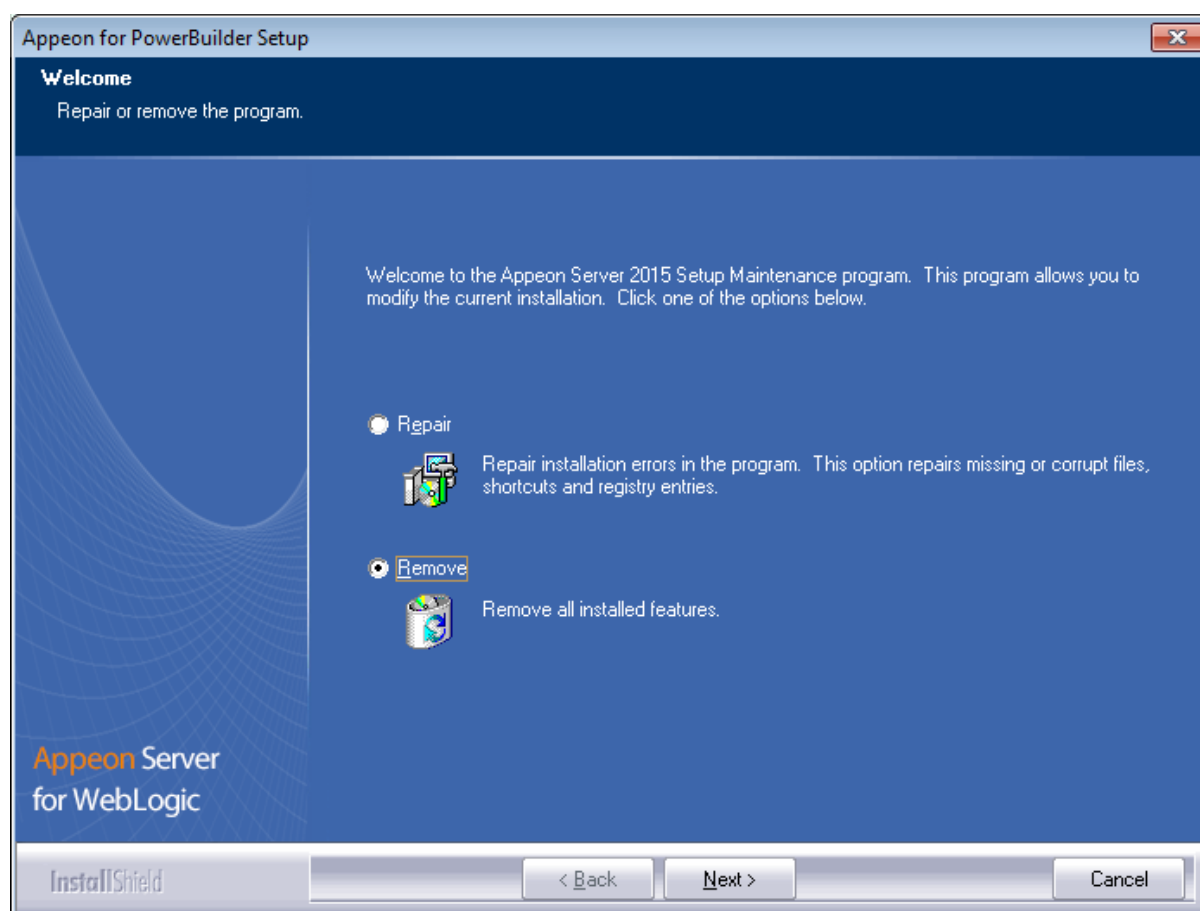 Appeon for PowerBuilder Setup
Welcome
Repair or remove the program.
Welcome to the Appeon Server 2015 Setup Maintenance program. This program allows you to
modify the current installation. Click one of the options below.
Repair
Repair installation errors in the program. This option repairs missing or corrupt files,
shortcuts and registry entries.
Remove
Remove all installed features.
Appeon Server
for WebLogic
InstallShield
< Back
Next >
Cancel